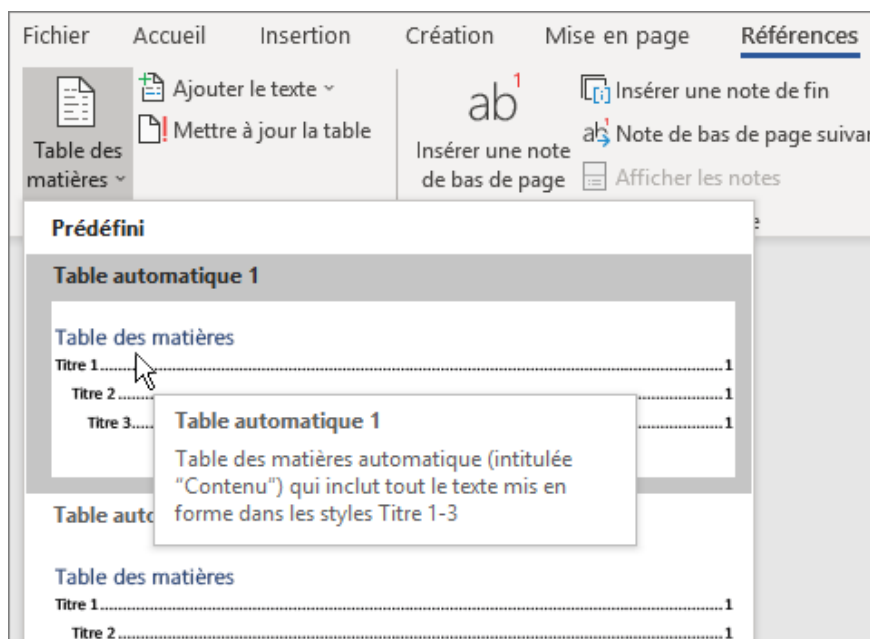 Fichier Accueil Insertion Création Mise en page Références
Ajouter le texte
Mettre à jour la table
Table des
matières
ab1
Insérer une note
de bas de page
Insérer une note de fin
Note de bas de page
Afficher les notes
Prédéfini
Table automatique 1
Table des matières
Titre 1 1
Titre 2 1
Titre 3 1
Table automatique 1
Table des matières automatique (intitulée
“Contenu”) qui inclut tout le texte mis en
forme dans les styles Titre 1-3
Table
Table des matières
Titre 1 1
Titre 2 1